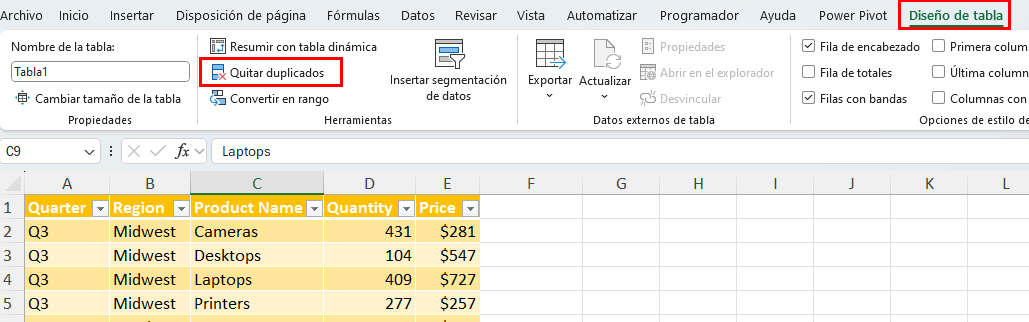 Archivo Inicio Insertar Disposición de página Fórmulas Datos Revisar Vista Automatizar Programador Ayuda Power Pivot Diseño de tabla
Nombre de la tabla:
Tabla1
Cambiar tamaño de la tabla
Propiedades
Resumir con tabla dinámica
Quitar duplicados
Convertir en rango
Insertar segmentación
de datos
Herramientas
Exportar
Actualizar
Propiedades
Abrir en el explorador
Desvincular
Datos externos de tabla
Fila de encabezado
Fila de totales
Filas con bandas
Primera colum
Última column
Columnas con
Opciones de estilo de
C9 fx Laptops
A B C D E F G H I J K L
1 Quarter Region Product Name Quantity Price
2 Q3 Midwest Cameras 431 $281
3 Q3 Midwest Desktops 104 $547
4 Q3 Midwest Laptops 409 $727
5 Q3 Midwest Printers 277 $257